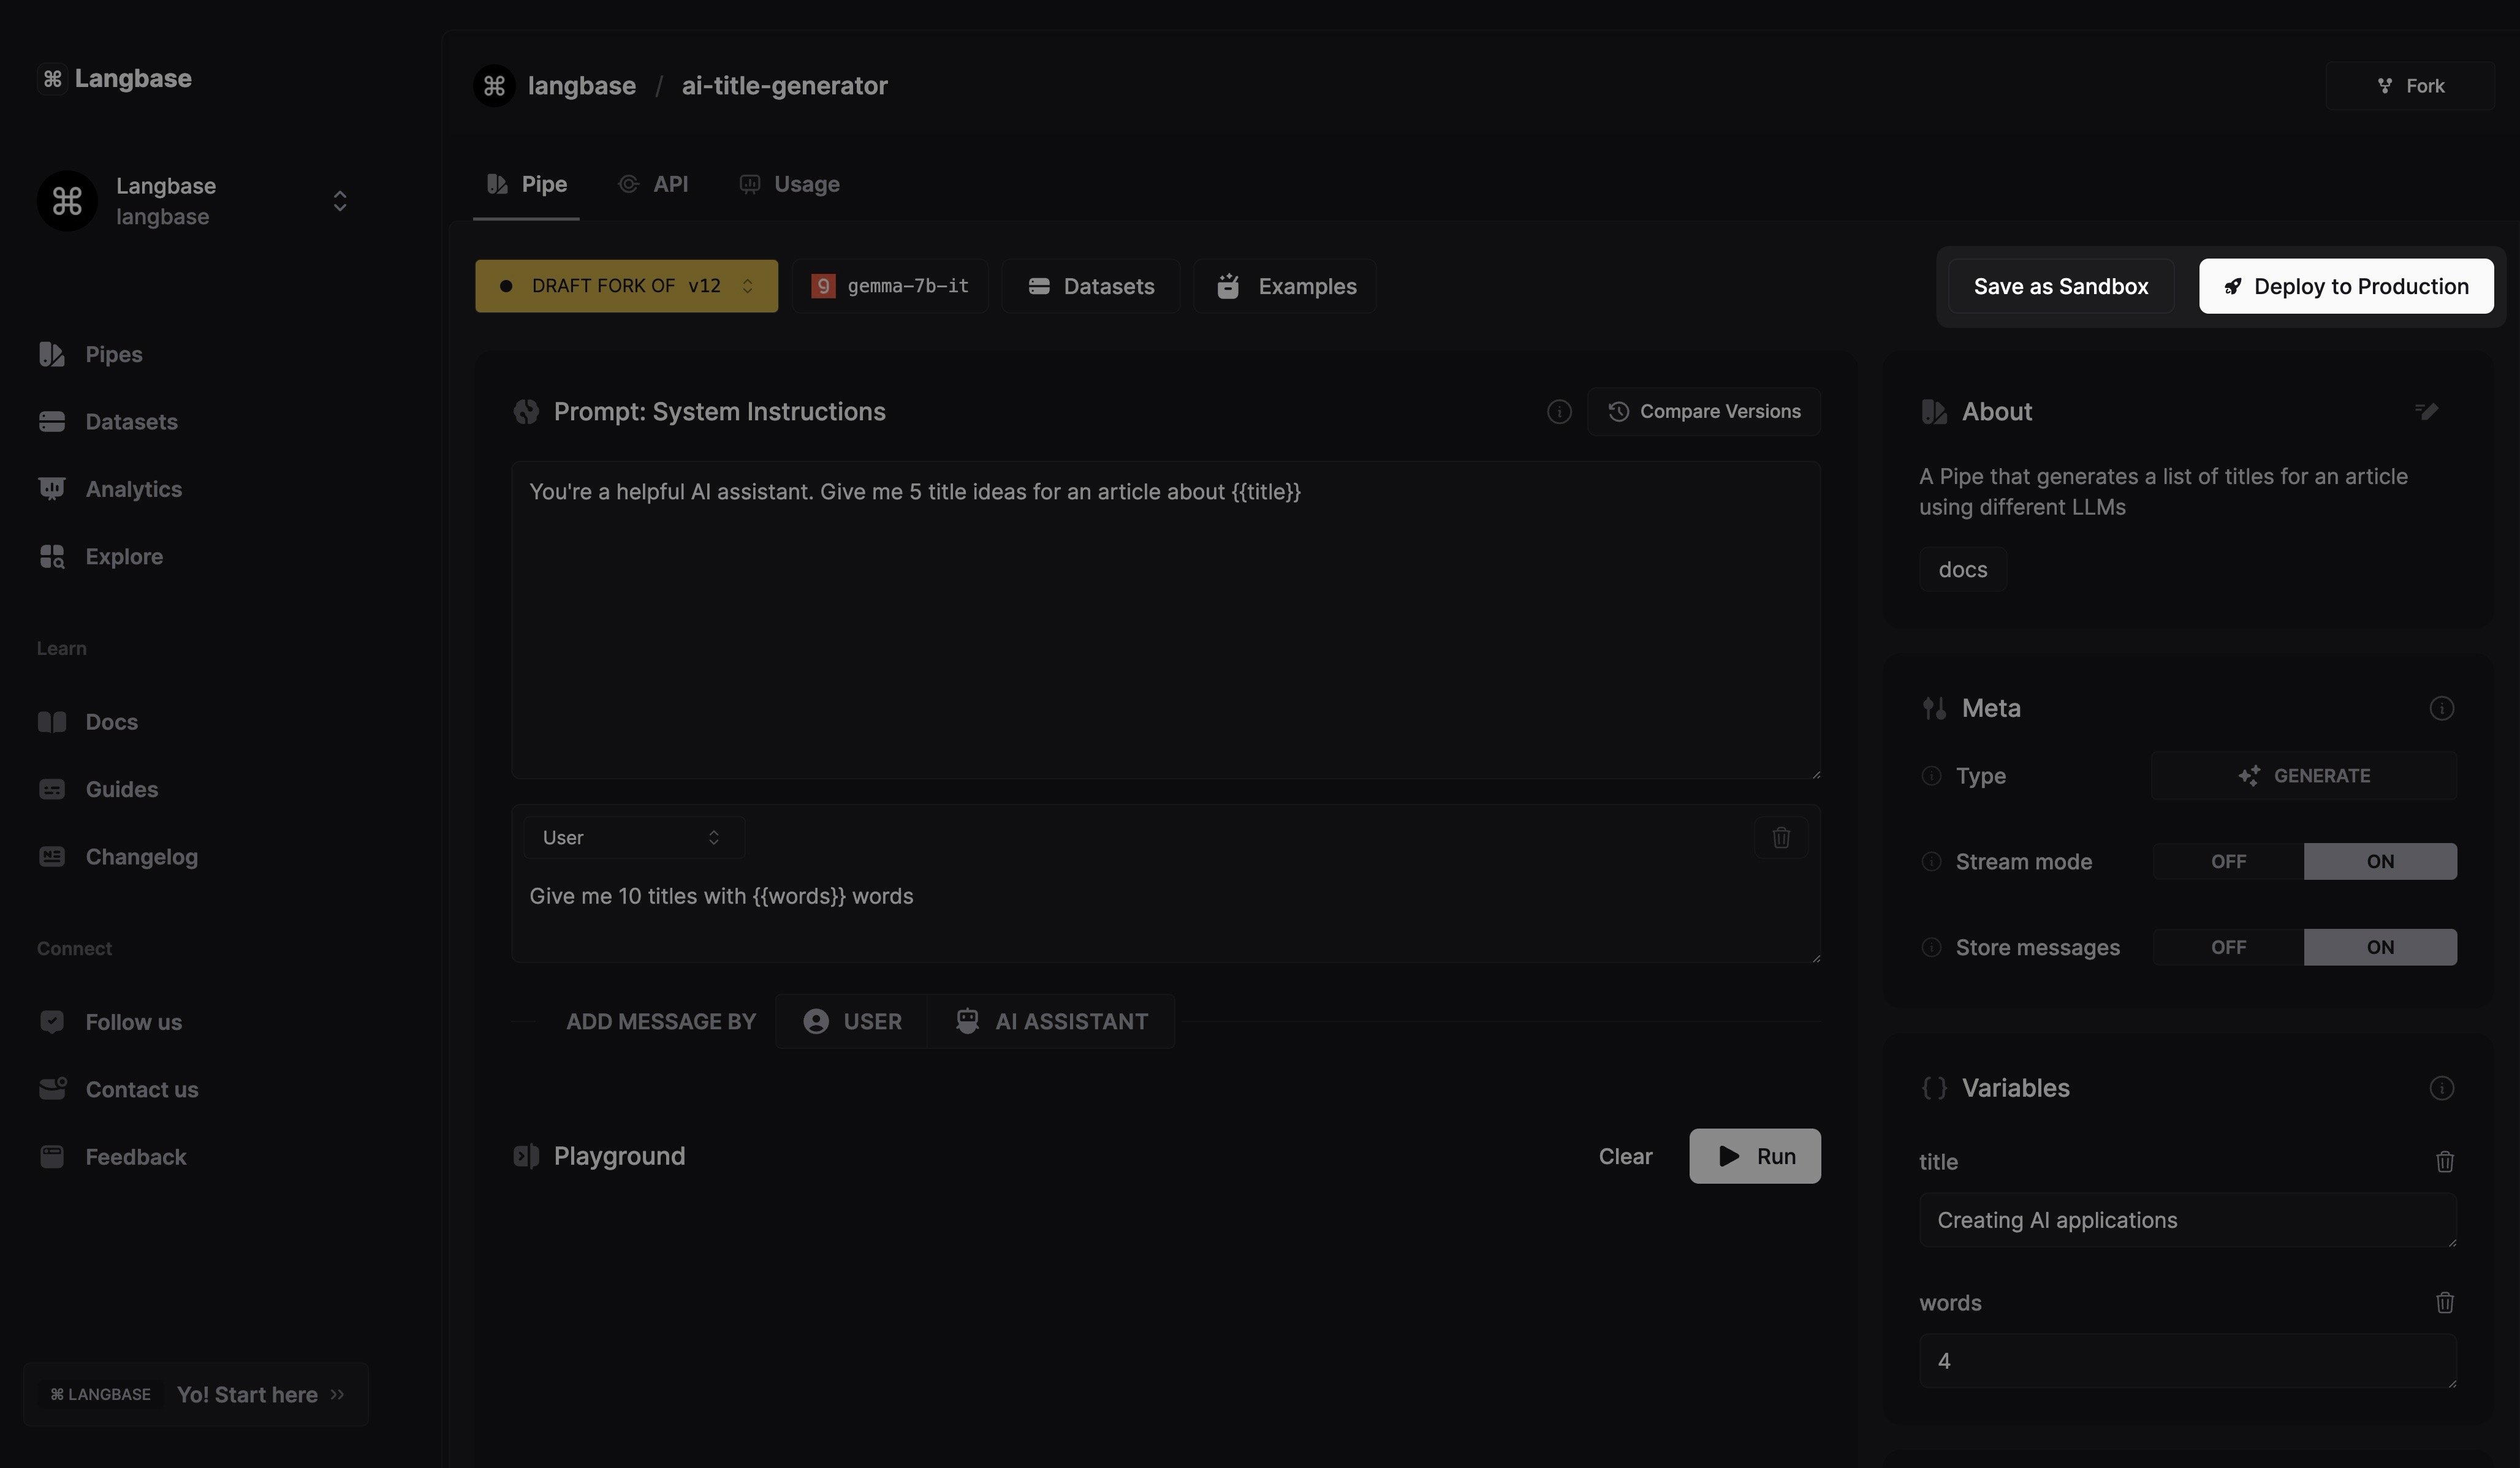 Langbase
Langbase
langbase
Pipes
Datasets
Analytics
Explore
Learn
Docs
Guides
Changelog
Connect
Follow us
Contact us
Feedback
⌘ LANGBASE Yo! Start here
langbase / ai-title-generator
Fork
Pipe API Usage
DRAFT FORK OF v12
gemma-7b-it
Datasets
Examples
Save as Sandbox
Deploy to Production
Prompt: System Instructions
Compare Versions
You're a helpful AI assistant. Give me 5 title ideas for an article about {{title}}
User
Give me 10 titles with {{words}} words
ADD MESSAGE BY USER AI ASSISTANT
Playground
Clear
Run
About
A Pipe that generates a list of titles for an article
using different LLMs
docs
Meta
Type GENERATE
Stream mode OFF ON
Store messages OFF ON
Variables
title
Creating AI applications
words
4